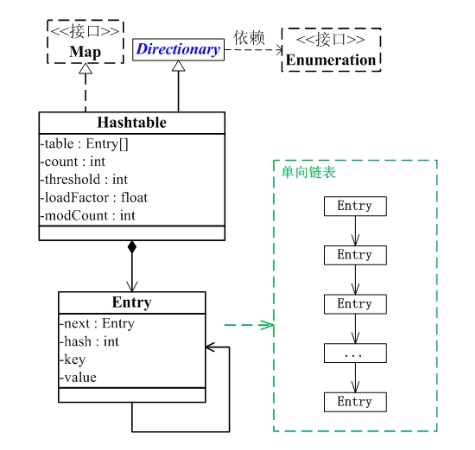 <<接口>>
Map
Directionary
依赖
<<接口>>
Enumeration
Hashtable
-table : Entry[]
-count : int
-threshold : int
-loadFactor : float
-modCount : int
单向链表
Entry
Entry
Entry
...
Entry
Entry
-next : Entry
-hash : int
-key
-value